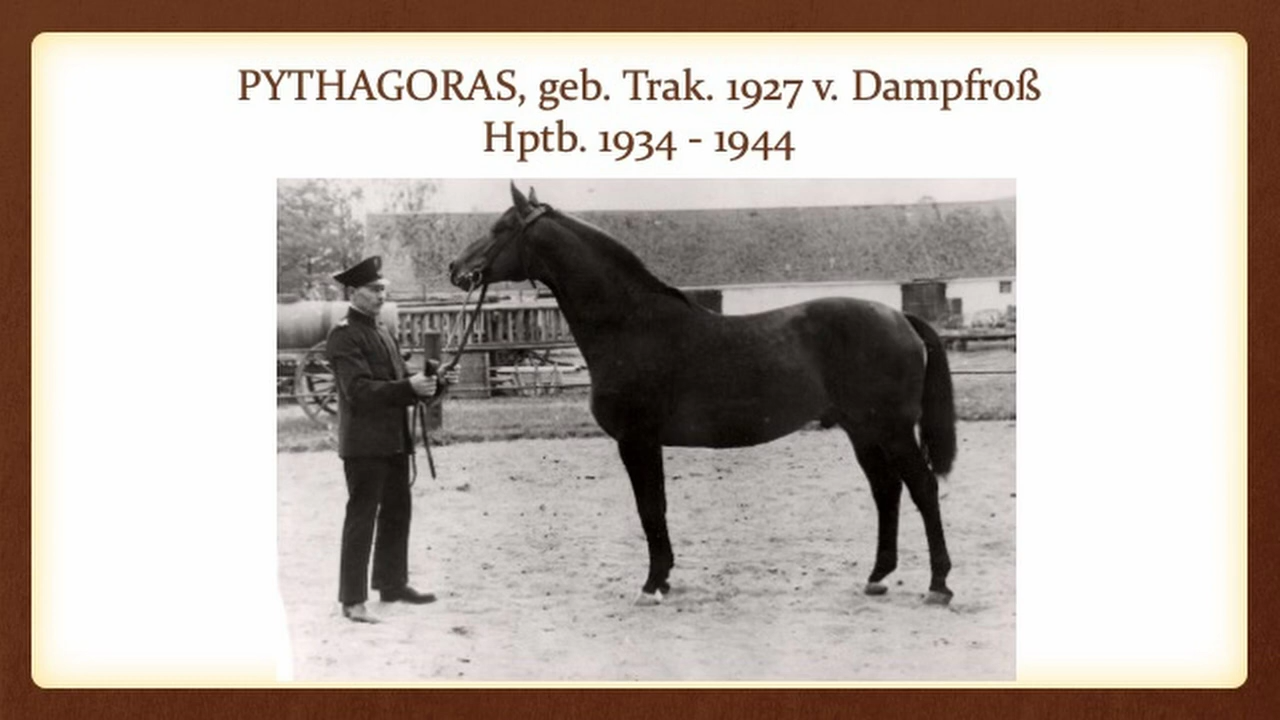 PYTHAGORAS, geb. Trak. 1927 v. Dampfroß
Hptb. 1934 - 1944